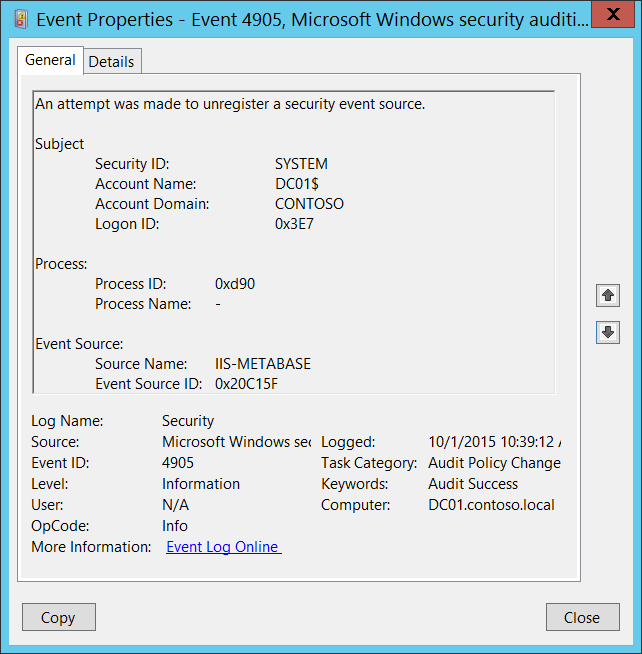 Event Properties - Event 4905, Microsoft Windows security auditi...
X
General Details
An attempt was made to unregister a security event source.
Subject
Security ID: SYSTEM
Account Name: DC01$
Account Domain: CONTOSO
Logon ID: 0x3E7
Process:
Process ID: 0xd90
Process Name: -
Event Source:
Source Name: IIS-METABASE
Event Source ID: 0x20C15F
Log Name: Security
Source: Microsoft Windows sec Logged: 10/1/2015 10:39:12
Event ID: 4905 Task Category: Audit Policy Change
Level: Information Keywords: Audit Success
User: N/A Computer: DC01.contoso.local
OpCode: Info
More Information: Event Log Online
Copy Close